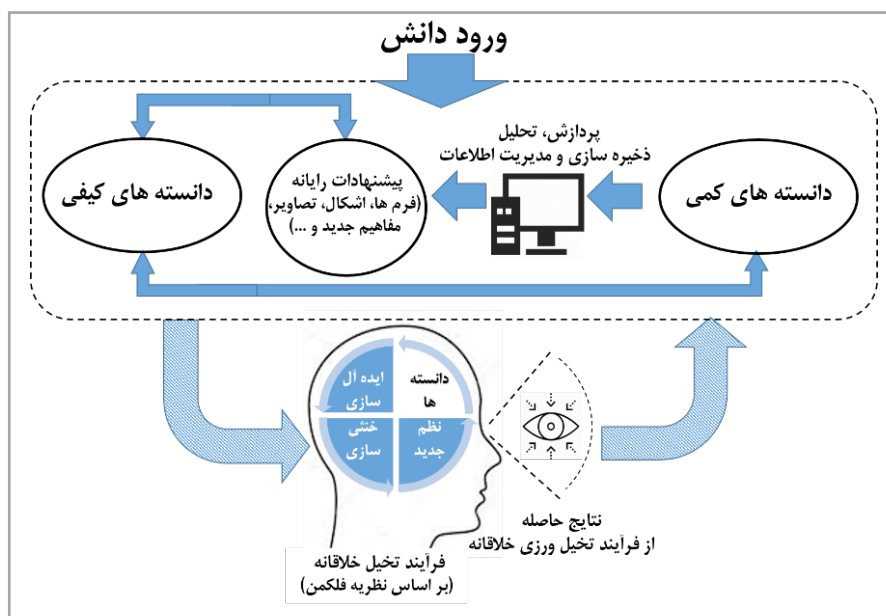 ورود دانش
پردازش، تحلیل
ذخیره سازی و مدیریت اطلاعات
دانسته های کمی
پیشنهادات رایانه
(فرم ها، اشکال، تصاویر،
مفاهیم جدید و ...)
دانسته های کیفی
دانسته
ها
ایده آل
سازی
خنثی
سازی
نظم
جدید
نتایج حاصله
از فرآیند تخیل ورزی خلاقانه
فرآیند تخیل خلاقانه
(بر اساس نظریه فلکمن)